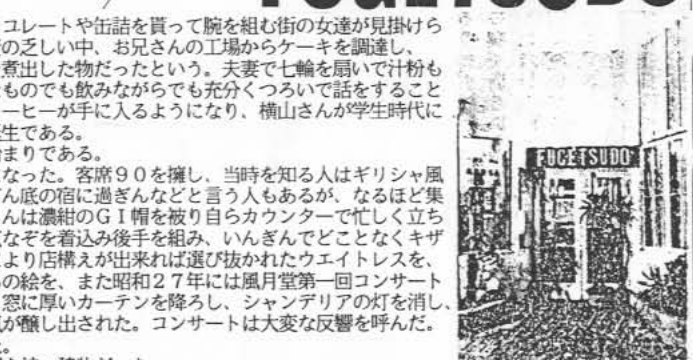 FUGETSUDO
コレートや缶詰を貰って腕を組む街の女達が見掛けら
の乏しい中、お兄さんの工場からケーキを調達し、
煮出した物だったという。夫妻で七輪を扇いで汁粉も
ものでも飲みながらでも充分くつろいで話をすること
ーヒーが手に入るようになり、横山さんが学生時代に
生である。
まりである。
なった。客席90を擁し、当時を知る人はギリシャ風
ん底の宿に過ぎんなどと言う人もあるが、なるほど集
んは濃紺のGI帽を被り自らカウンターで忙しく立ち
なぞを着込み後手を組み、いんぎんでどことなくキザ
より店構えが出来れば選び抜かれたウエイトレスを、
の絵を、また昭和27年には風月堂第一回コンサート
窓に厚いカーテンを降ろし、シャンデリアの灯を消し、
が醸し出された。コンサートは大変な反響を呼んだ。
FUGETSUDO